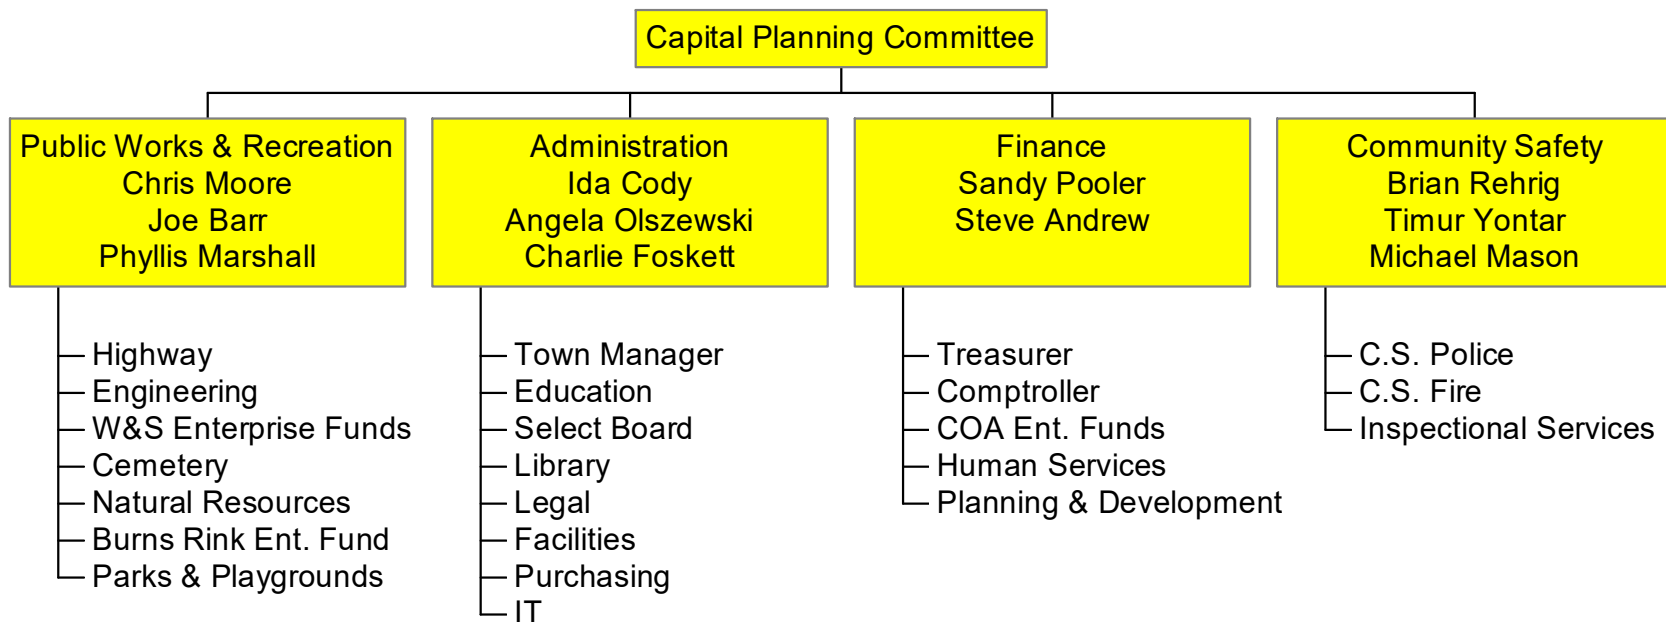 Capital Planning Committee
Public Works & Recreation
Chris Moore
Joe Barr
Phyllis Marshall
Highway
Engineering
W&S Enterprise Funds
Cemetery
Natural Resources
Burns Rink Ent. Fund
Parks & Playgrounds
Administration
Ida Cody
Angela Olszewski
Charlie Foskett
Town Manager
Education
Select Board
Library
Legal
Facilities
Purchasing
IT
Finance
Sandy Pooler
Steve Andrew
Treasurer
Comptroller
COA Ent. Funds
Human Services
Planning & Development
Community Safety
Brian Rehrig
Timur Yontar
Michael Mason
C.S. Police
C.S. Fire
Inspectional Services